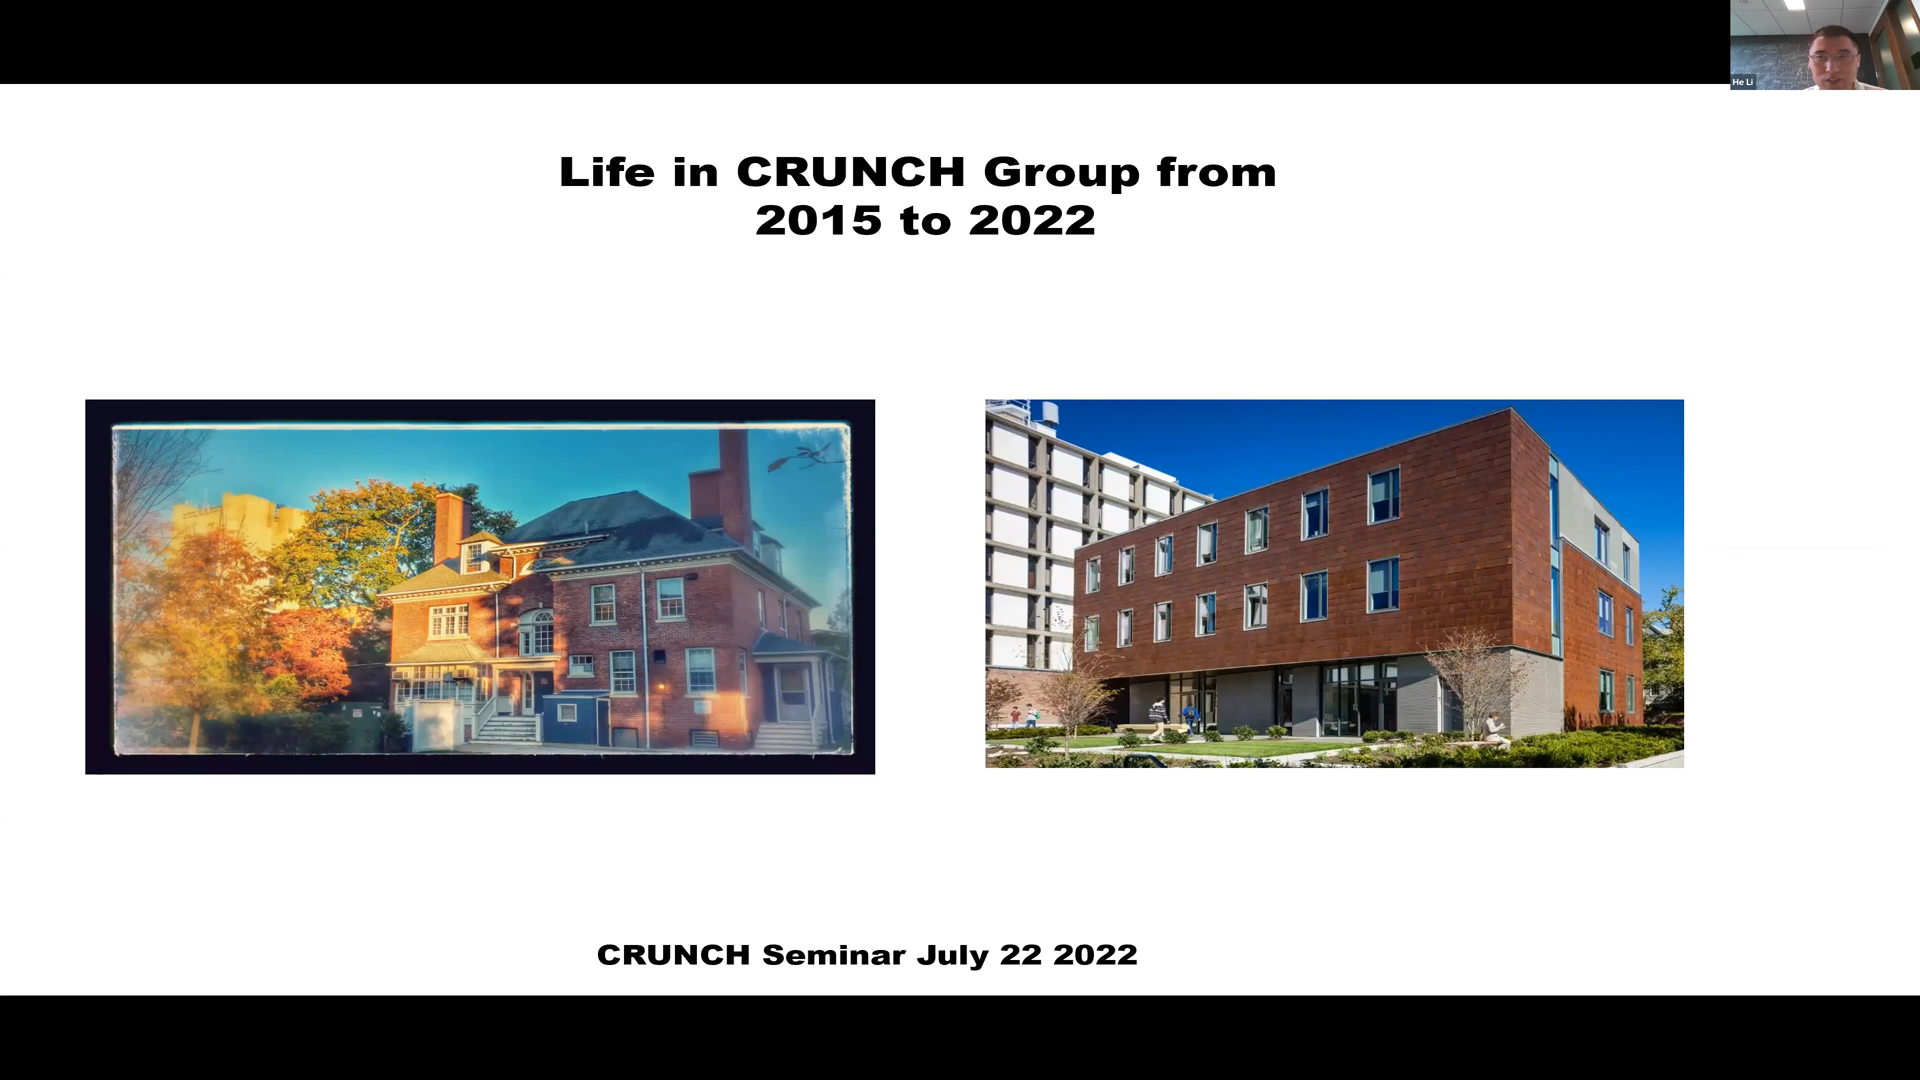 He Li
Life in CRUNCH Group from
2015 to 2022
CRUNCH Seminar July 22 2022